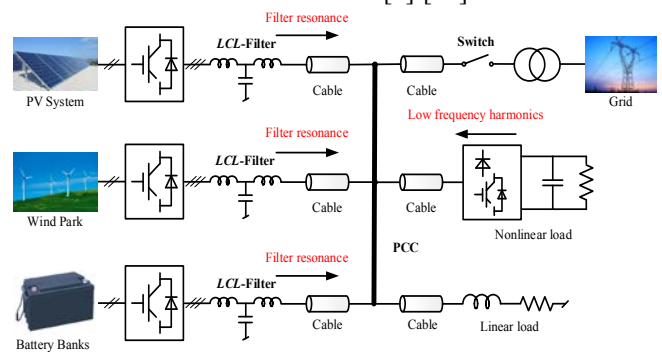 Filter resonance
LCL-Filter
Cable
PV System
Switch
Cable
Grid
Low frequency harmonics
Filter resonance
LCL-Filter
Cable
Wind Park
Cable
Nonlinear load
PCC
Filter resonance
LCL-Filter
Cable
Battery Banks
Cable
Linear load